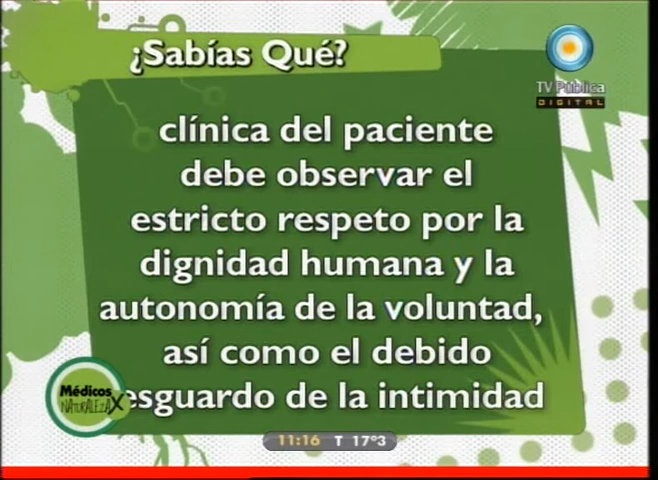 ¿Sabías Qué?
TV Pública
DIGITAL
clínica del paciente
debe observar el
estricto respeto por la
dignidad humana y la
autonomía de la voluntad,
así como el debido
esguardo de la intimidad
Médicos
NATURALEZA
X
11:16 T 17°3